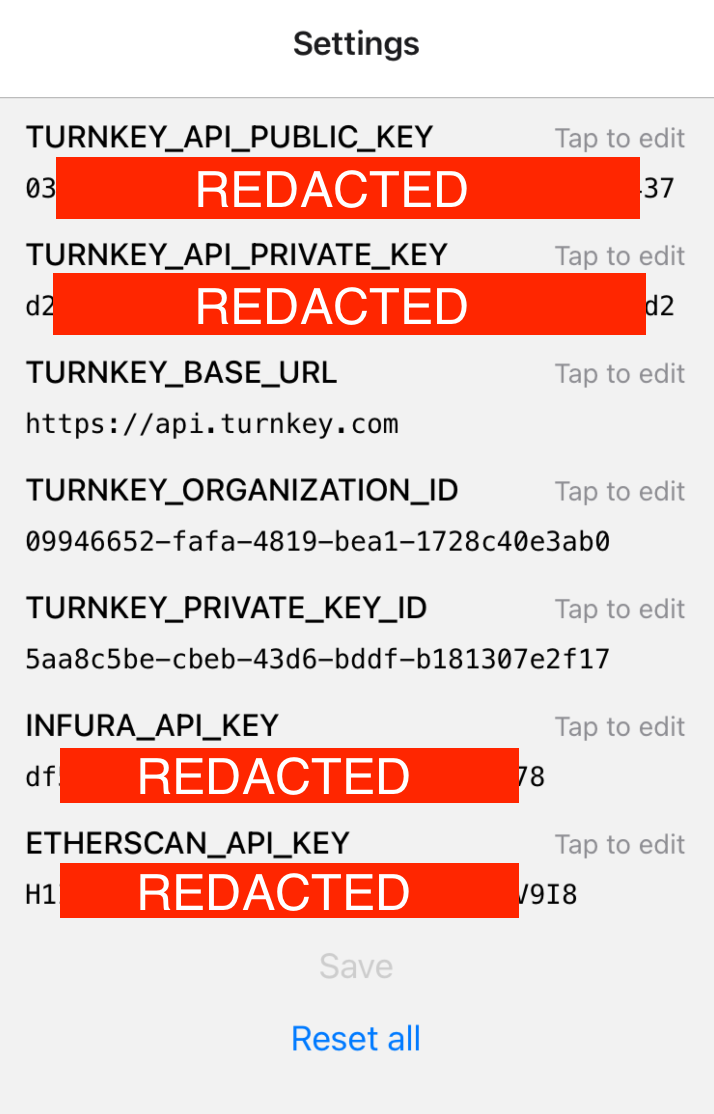 Settings
TURNKEY_API_PUBLIC_KEY Tap to edit
03 REDACTED 37
TURNKEY_API_PRIVATE_KEY Tap to edit
d2 REDACTED d2
TURNKEY_BASE_URL Tap to edit
https://api.turnkey.com
TURNKEY_ORGANIZATION_ID Tap to edit
09946652-fafa-4819-bea1-1728c40e3ab0
TURNKEY_PRIVATE_KEY_ID Tap to edit
5aa8c5be-cbeb-43d6-bddf-b181307e2f17
INFURA_API_KEY Tap to edit
df REDACTED 78
ETHERSCAN_API_KEY Tap to edit
H1 REDACTED V9I8
Save
Reset all